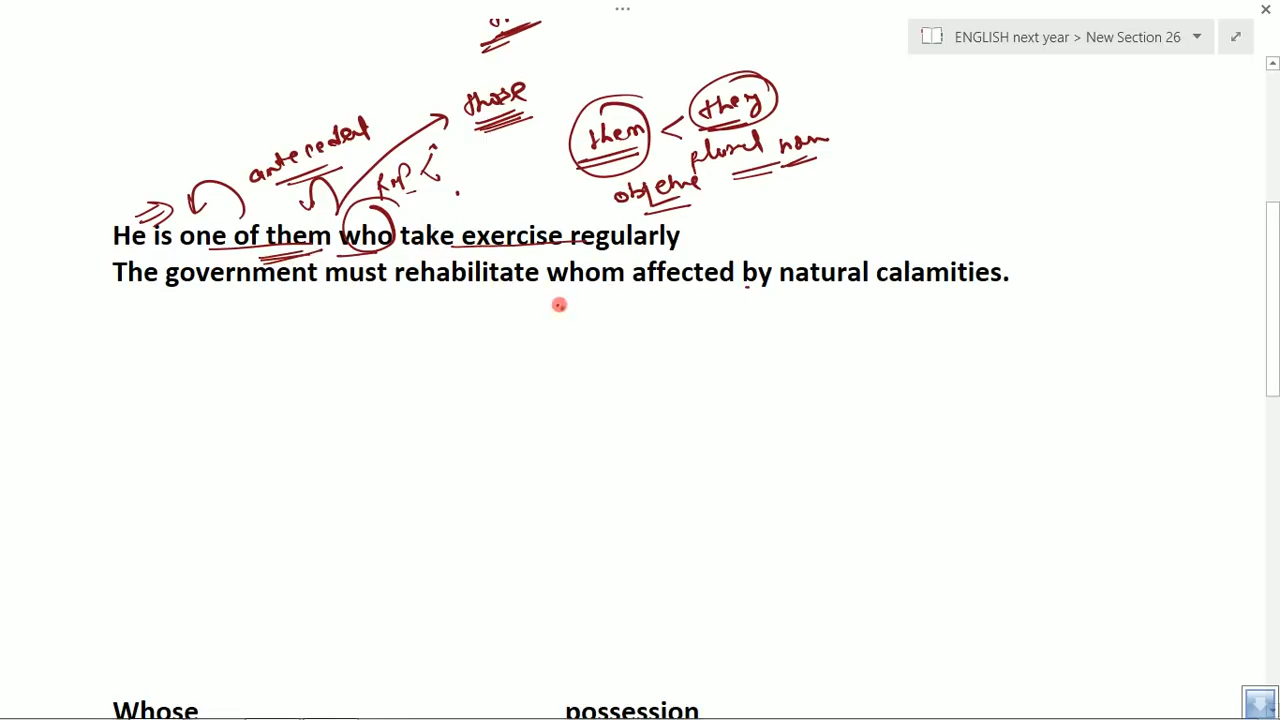 ENGLISH next year > New Section 26
those
them < they
antecedent
plural noun
objective
He is one of them who take exercise regularly
The government must rehabilitate whom affected by natural calamities.
Whose possession